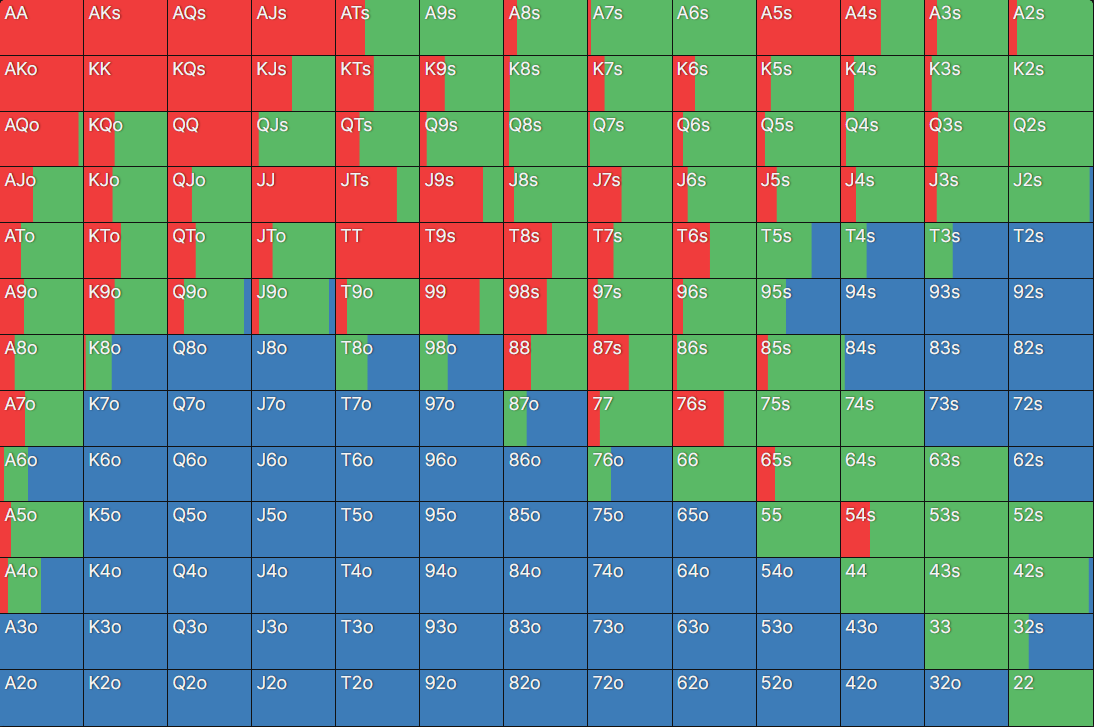 AA AKs AQs AJs ATs A9s A8s A7s A6s A5s A4s A3s A2s
AKo KK KQs KJs KTs K9s K8s K7s K6s K5s K4s K3s K2s
AQo KQo QQ QJs QTs Q9s Q8s Q7s Q6s Q5s Q4s Q3s Q2s
AJo KJo QJo JJ JTs J9s J8s J7s J6s J5s J4s J3s J2s
ATo KTo QTo JTo TT T9s T8s T7s T6s T5s T4s T3s T2s
A9o K9o Q9o J9o T9o 99 98s 97s 96s 95s 94s 93s 92s
A8o K8o Q8o J8o T8o 98o 88 87s 86s 85s 84s 83s 82s
A7o K7o Q7o J7o T7o 97o 87o 77 76s 75s 74s 73s 72s
A6o K6o Q6o J6o T6o 96o 86o 76o 66 65s 64s 63s 62s
A5o K5o Q5o J5o T5o 95o 85o 75o 65o 55 54s 53s 52s
A4o K4o Q4o J4o T4o 94o 84o 74o 64o 54o 44 43s 42s
A3o K3o Q3o J3o T3o 93o 83o 73o 63o 53o 43o 33 32s
A2o K2o Q2o J2o T2o 92o 82o 72o 62o 52o 42o 32o 22